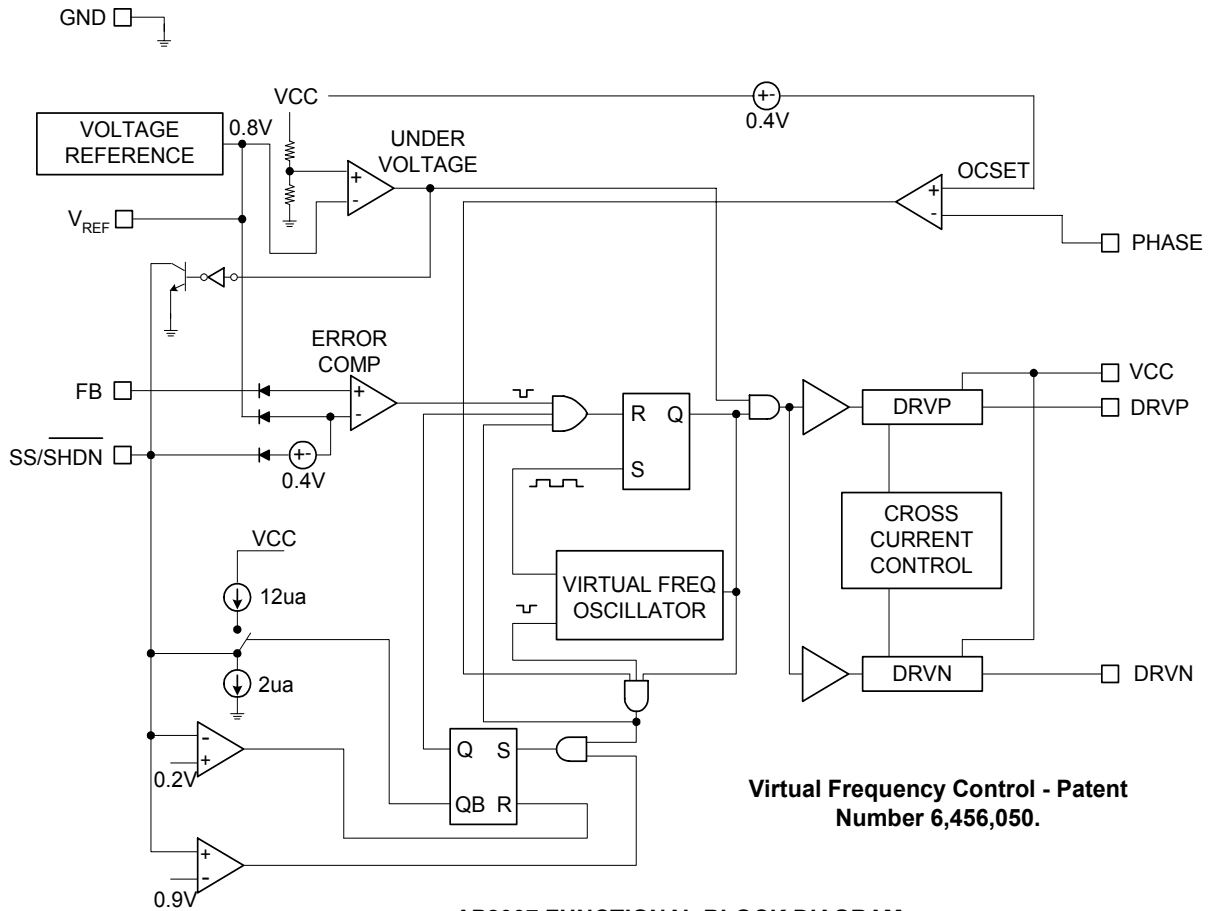 GND
VCC
0.4V
VOLTAGE
REFERENCE
0.8V
UNDER
VOLTAGE
+
-
OCSET
+
-
VREF
PHASE
ERROR
COMP
FB
+
-
SS/SHDN
+-
0.4V
R Q
S
DRVP
VCC
DRVP
CROSS
CURRENT
CONTROL
VCC
12ua
2ua
VIRTUAL FREQ
OSCILLATOR
DRVN
DRVN
Q S
QB R
-
+
0.2V
+
-
0.9V
Virtual Frequency Control - Patent
Number 6,456,050.